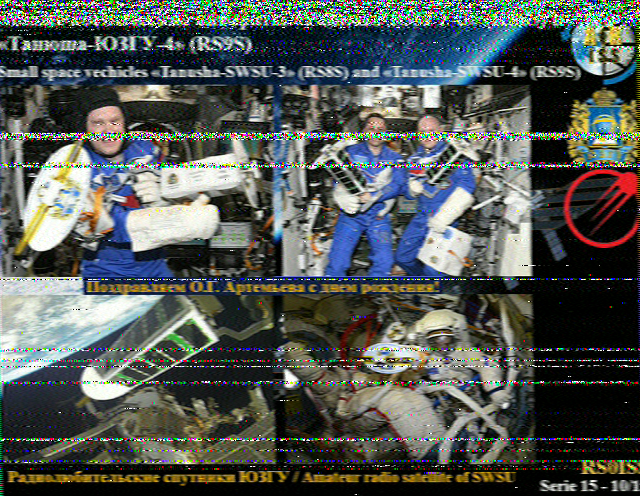 «Танюша-ЮЗГУ-4» (RS9S)
Small space vechicles «Tanusha-SWSU-3» (RS8S) and «Tanusha-SWSU-4» (RS9S)
Поздравляем О.Г. Артемьева с днем рождения!
RS0IS
Радиолюбительские спутники ЮЗГУ / Amateur radio satellite of SWSU
Serie 15 - 10/1